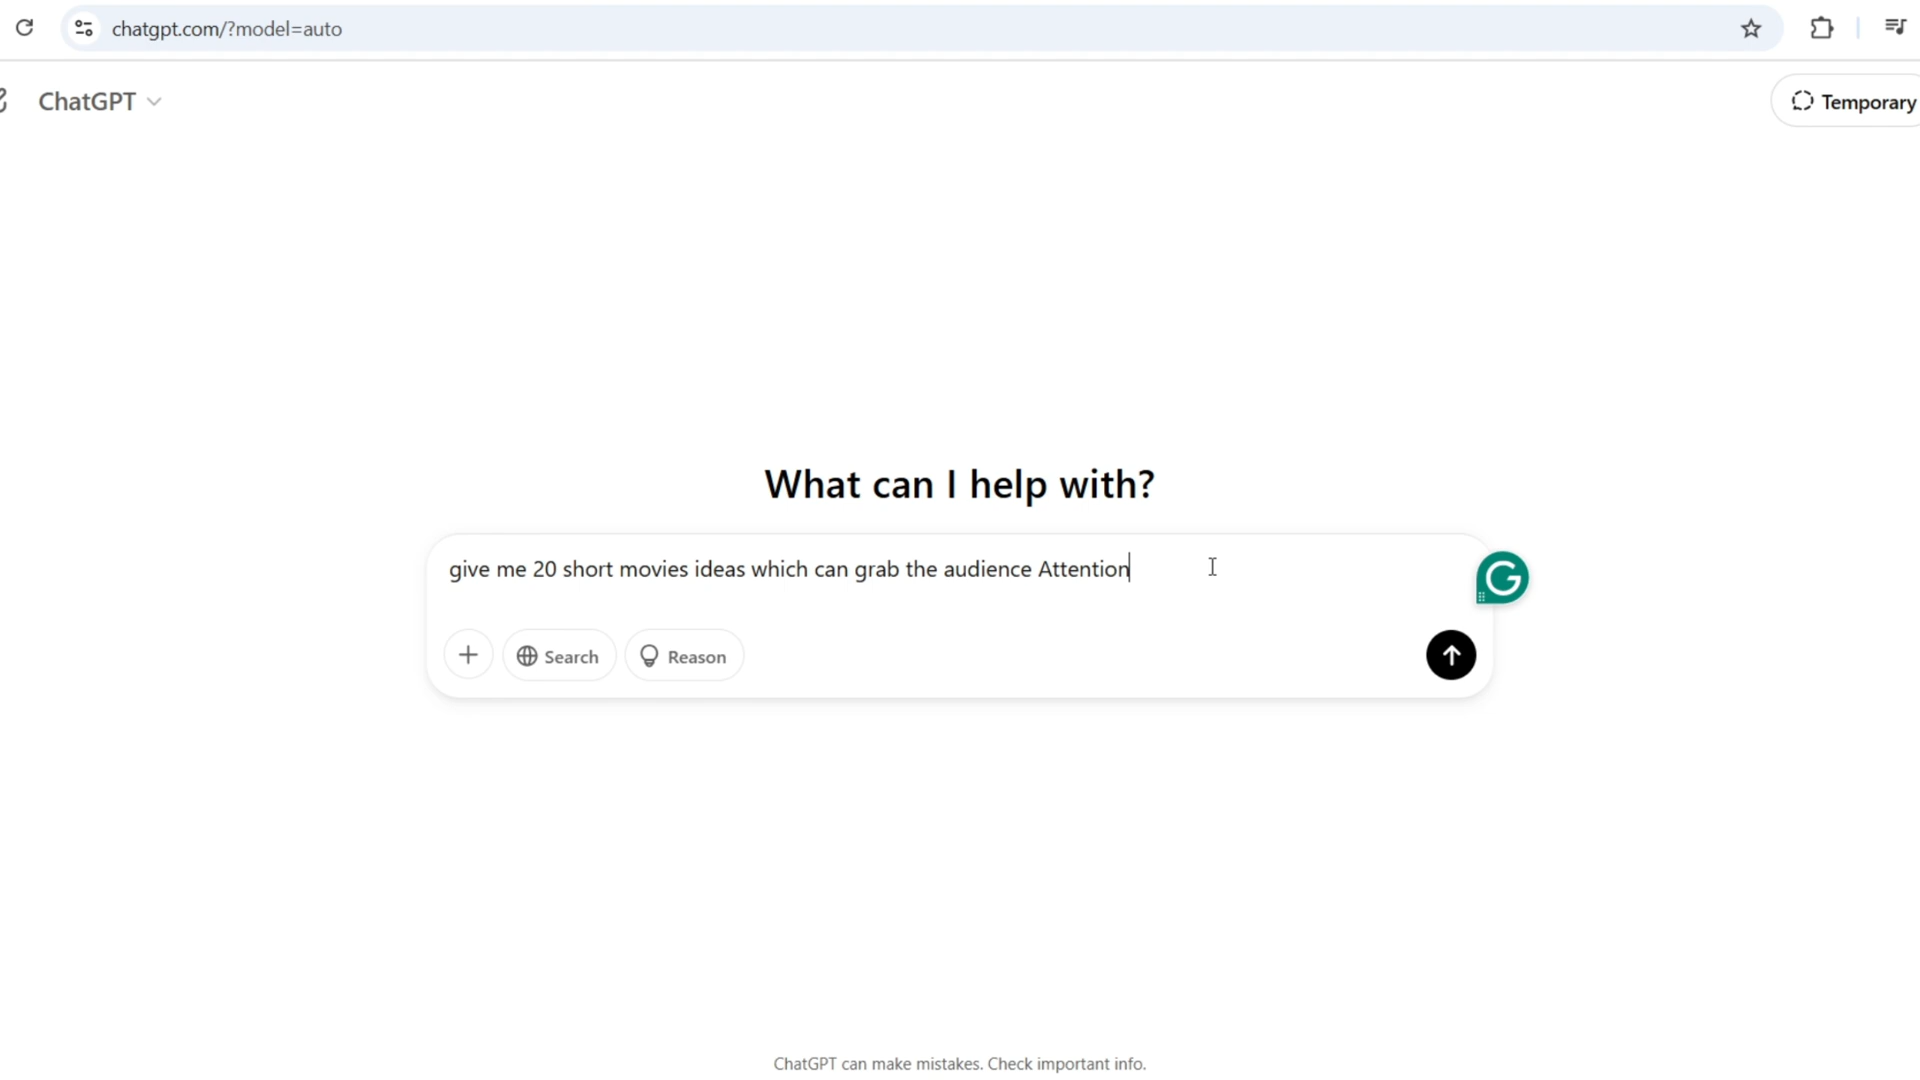 chatgpt.com/?model=auto
ChatGPT
Temporary
What can I help with?
give me 20 short movies ideas which can grab the audience Attention
Search
Reason
ChatGPT can make mistakes. Check important info.